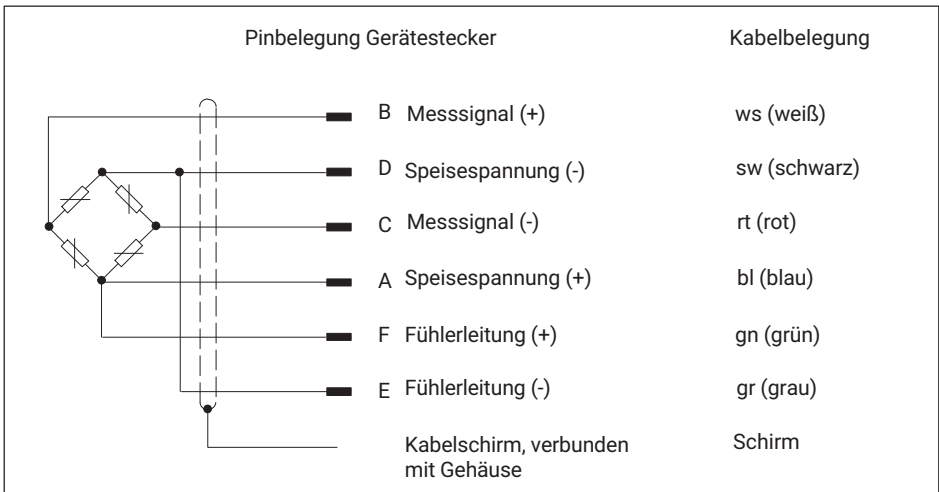 Pinbelegung Gerätestecker Kabelbelegung
B Messsignal (+) ws (weiß)
D Speisespannung (-) sw (schwarz)
C Messsignal (-) rt (rot)
A Speisespannung (+) bl (blau)
F Fühlerleitung (+) gn (grün)
E Fühlerleitung (-) gr (grau)
Kabelschirm, verbunden Schirm
mit Gehäuse